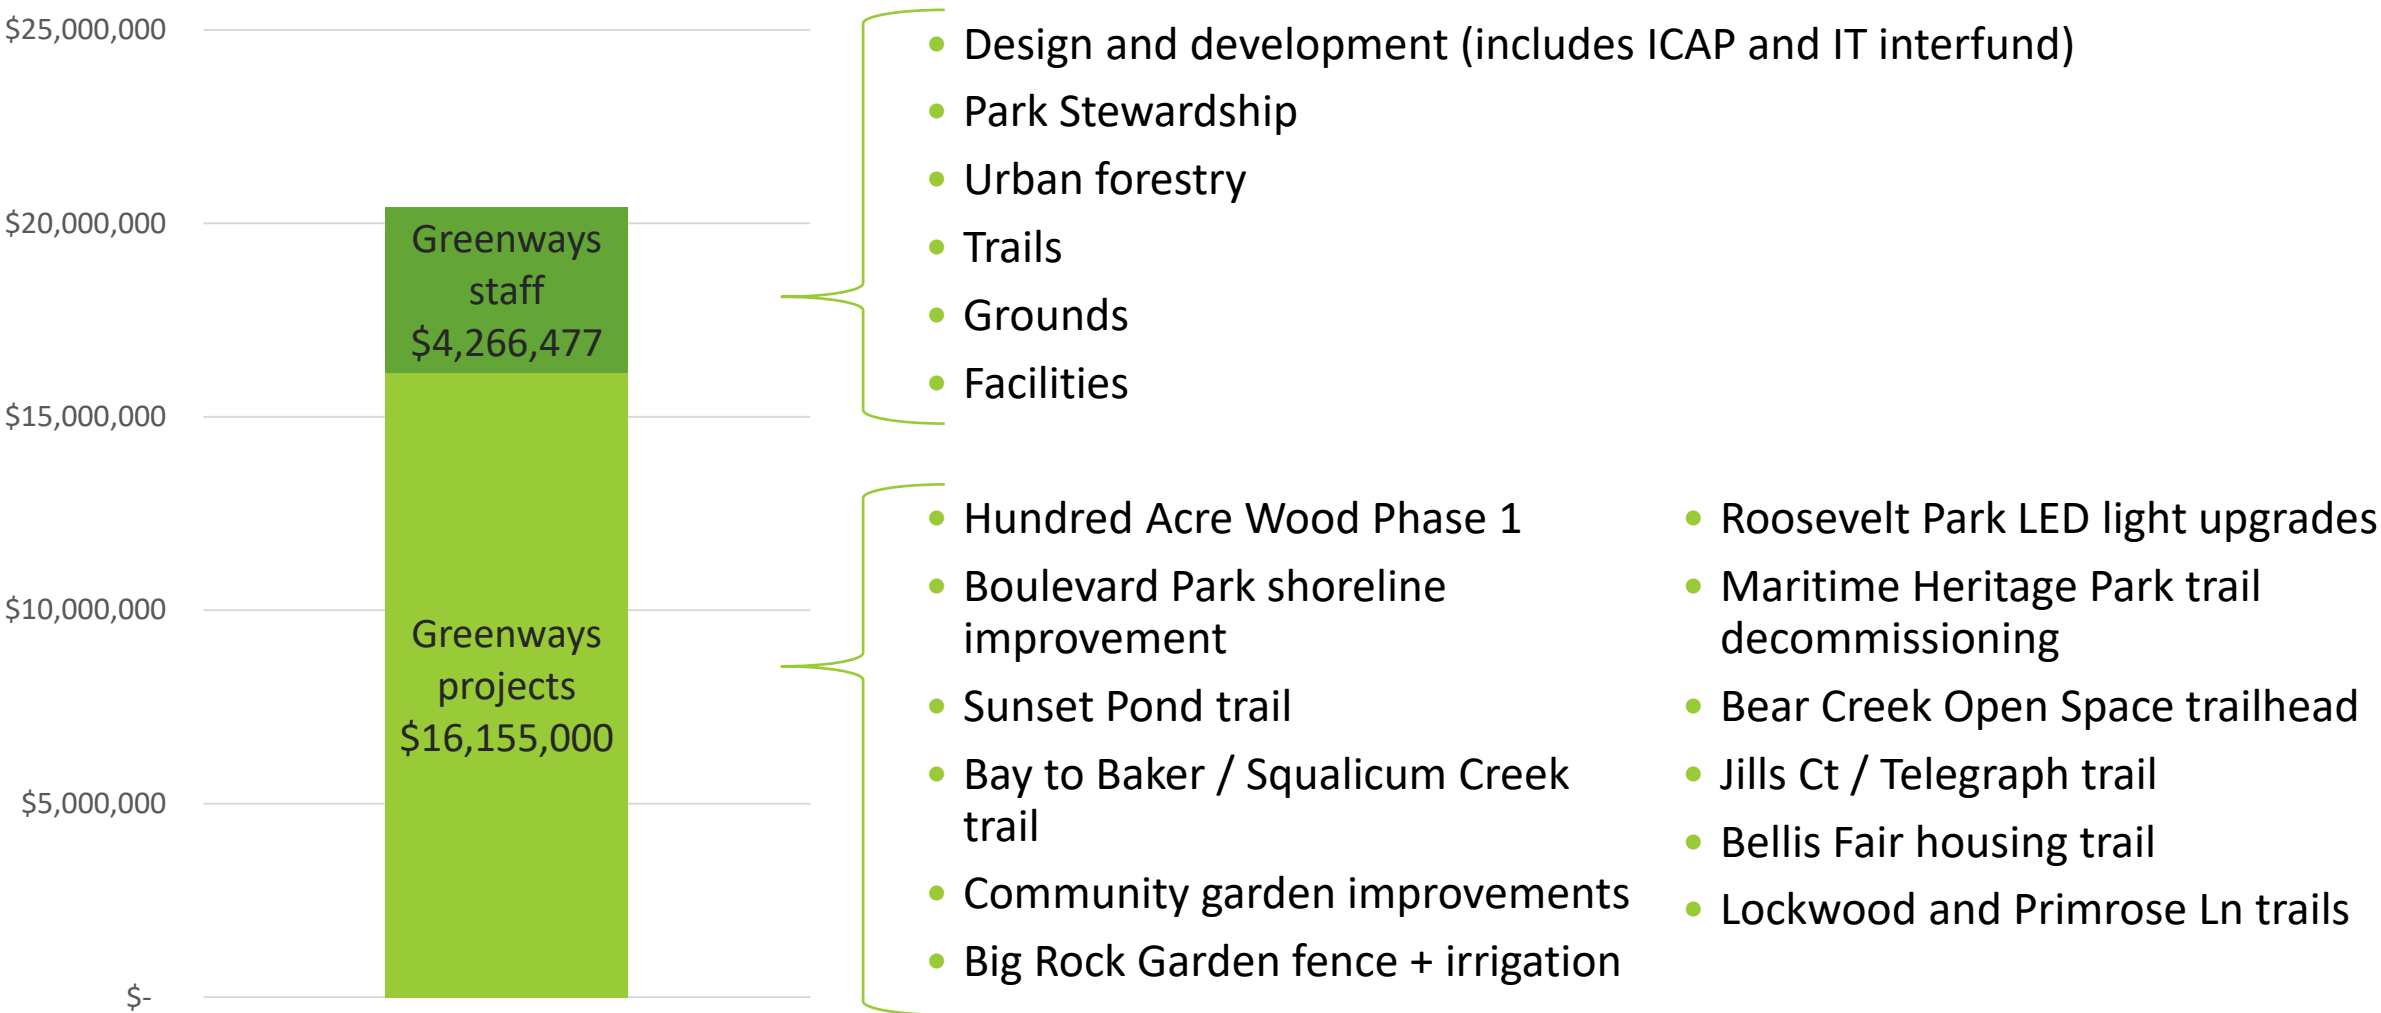 $25,000,000
$20,000,000
$15,000,000
$10,000,000
$5,000,000
$-
Greenways
staff
$4,266,477
Greenways
projects
$16,155,000
• Design and development (includes ICAP and IT interfund)
• Park Stewardship
• Urban forestry
• Trails
• Grounds
• Facilities
• Hundred Acre Wood Phase 1
• Boulevard Park shoreline
improvement
• Sunset Pond trail
• Bay to Baker / Squalicum Creek
trail
• Community garden improvements
• Big Rock Garden fence + irrigation
• Roosevelt Park LED light upgrades
• Maritime Heritage Park trail
decommissioning
• Bear Creek Open Space trailhead
• Jills Ct / Telegraph trail
• Bellis Fair housing trail
• Lockwood and Primrose Ln trails